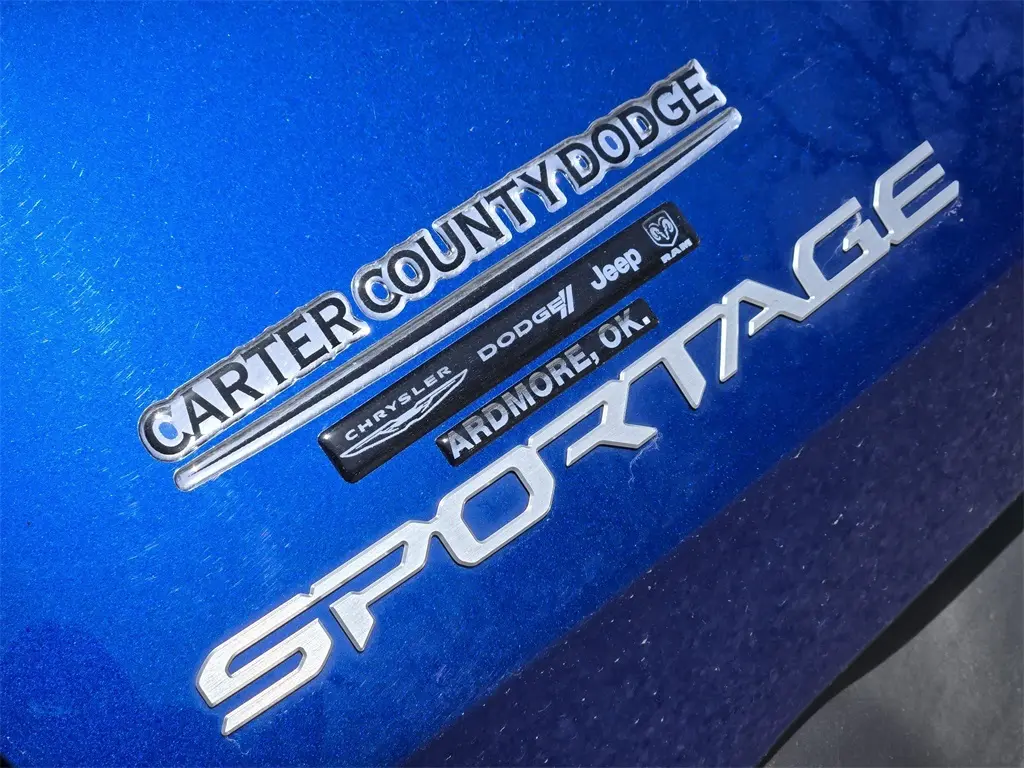 CARTER COUNTY DODGE
CHRYSLER DODGE Jeep RAM
ARDMORE, OK.
SPORTAGE